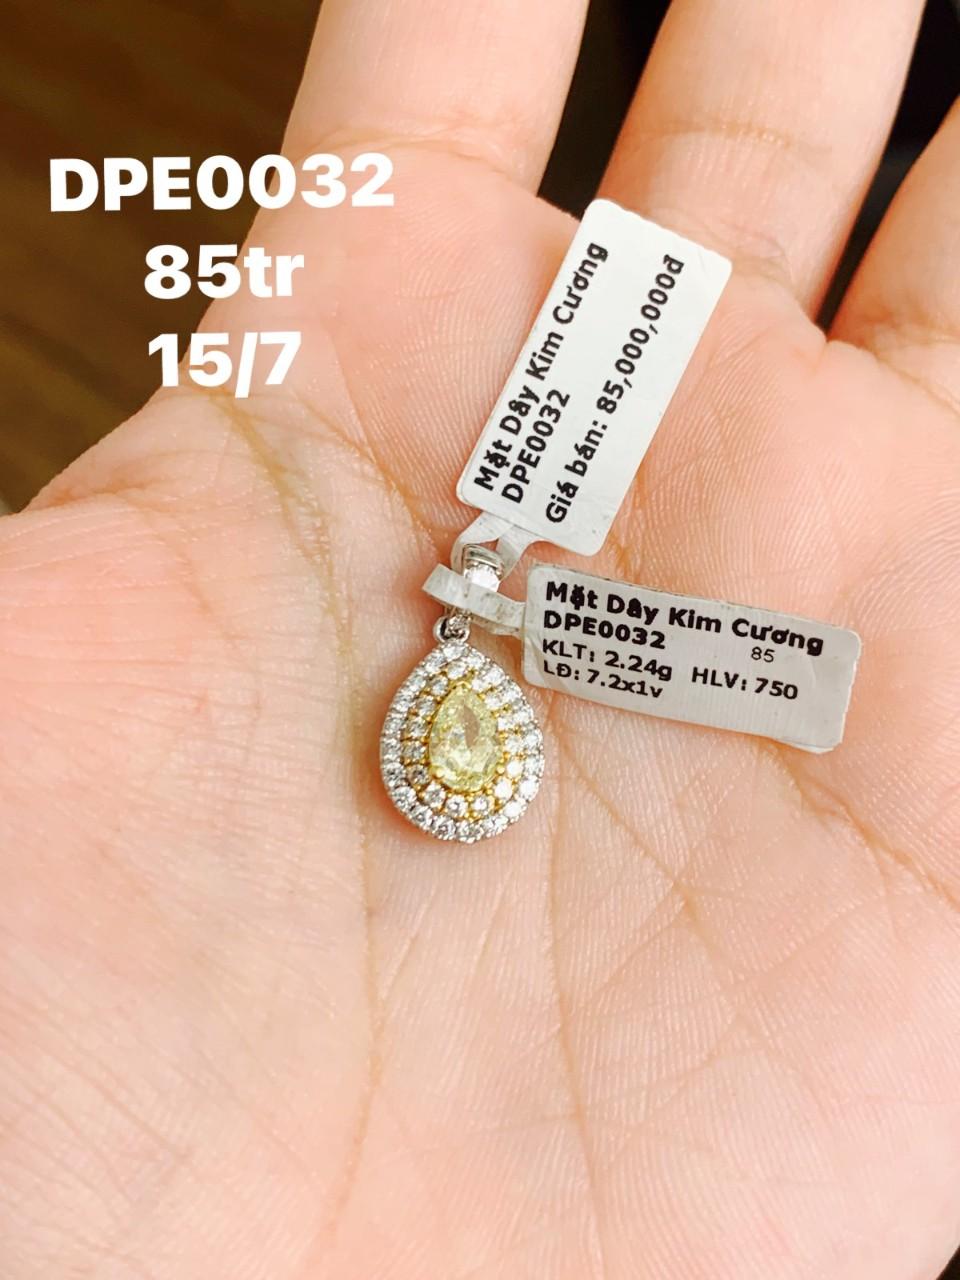 DPE0032
85tr
15/7
Mặt Dây Kim Cương
DPE0032
Giá bán: 85,000,000đ
Mặt Dây Kim Cương
DPE0032
85
KLT: 2.24g HLV: 750
LĐ: 7.2x1v